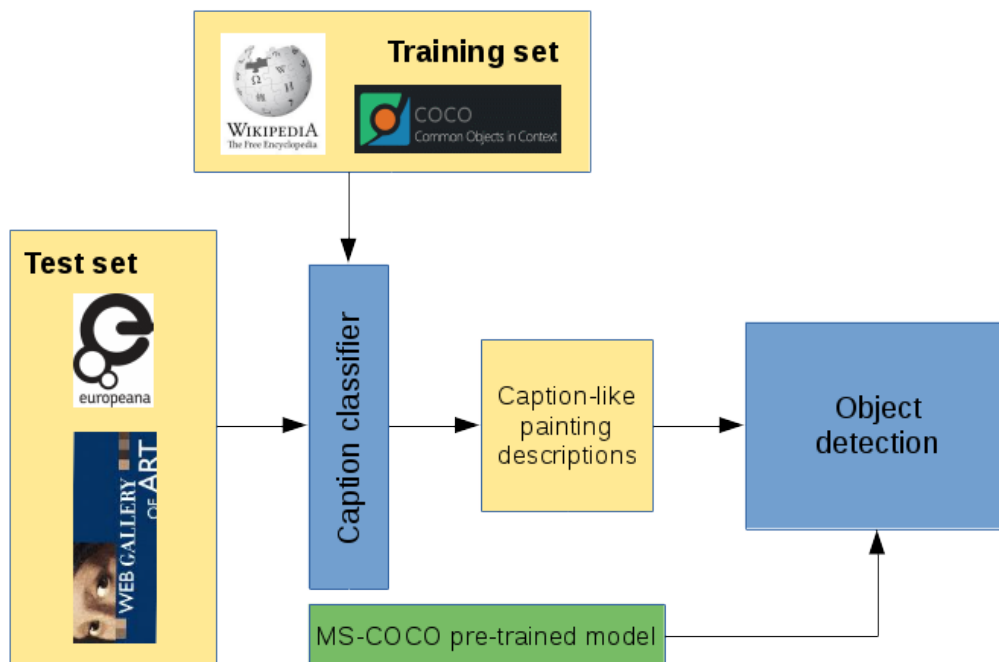 Training set
Ω
W
И
WIKIPEDIA
The Free Encyclopedia
COCO
Common Objects in Context
Test set
europeana
WEB GALLERY
OF ART
Caption classifier
Caption-like
painting
descriptions
Object
detection
MS-COCO pre-trained model